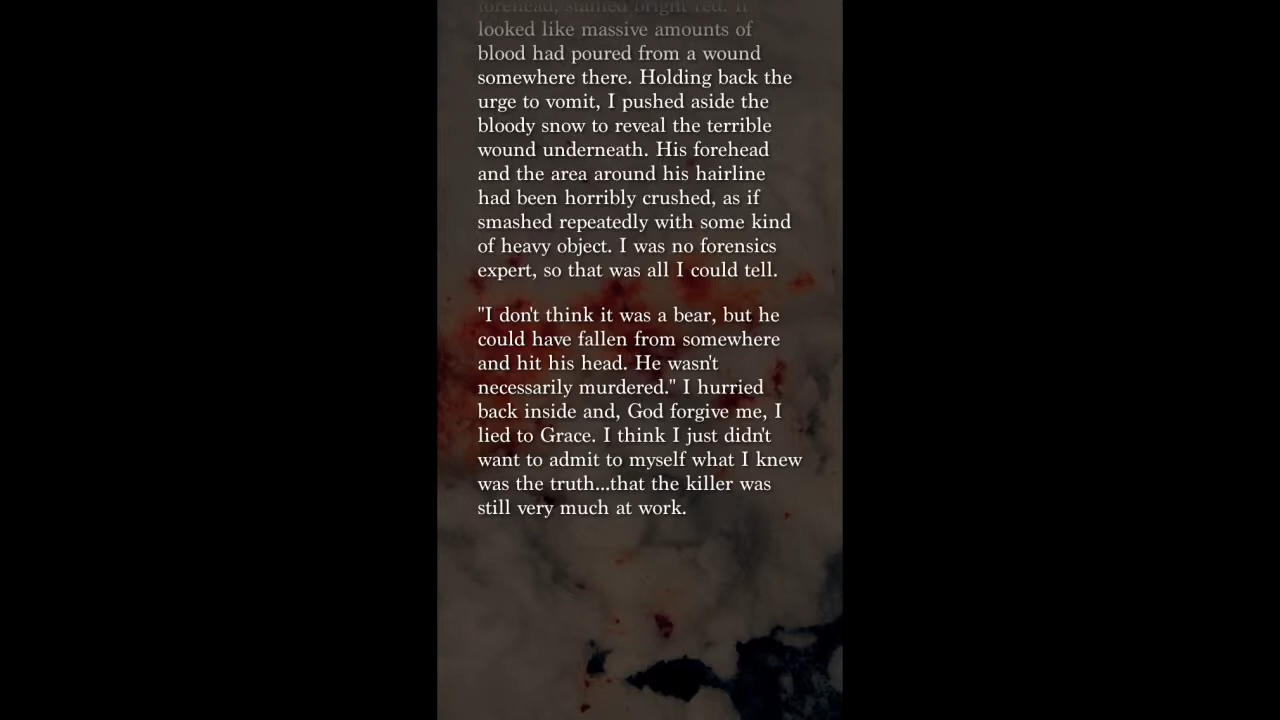 forehead, stained bright red. It
looked like massive amounts of
blood had poured from a wound
somewhere there. Holding back the
urge to vomit, I pushed aside the
bloody snow to reveal the terrible
wound underneath. His forehead
and the area around his hairline
had been horribly crushed, as if
smashed repeatedly with some kind
of heavy object. I was no forensics
expert, so that was all I could tell.
"I don't think it was a bear, but he
could have fallen from somewhere
and hit his head. He wasn't
necessarily murdered." I hurried
back inside and, God forgive me, I
lied to Grace. I think I just didn't
want to admit to myself what I knew
was the truth...that the killer was
still very much at work.